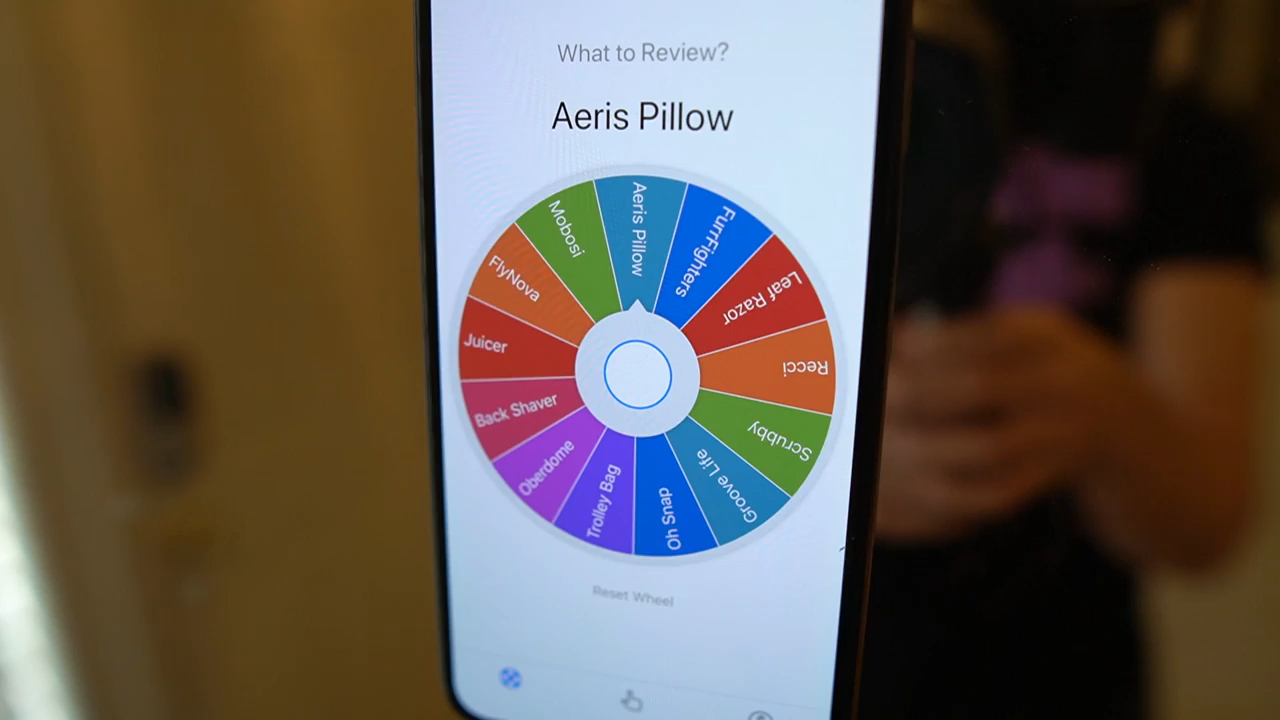 What to Review?
Aeris Pillow
Aeris Pillow
FurrFighters
Leaf Razor
Recci
Scrubby
Groove Life
Oh Snap
Trolley Bag
Oberdome
Back Shaver
Juicer
FlyNova
Mobosi
Reset Wheel